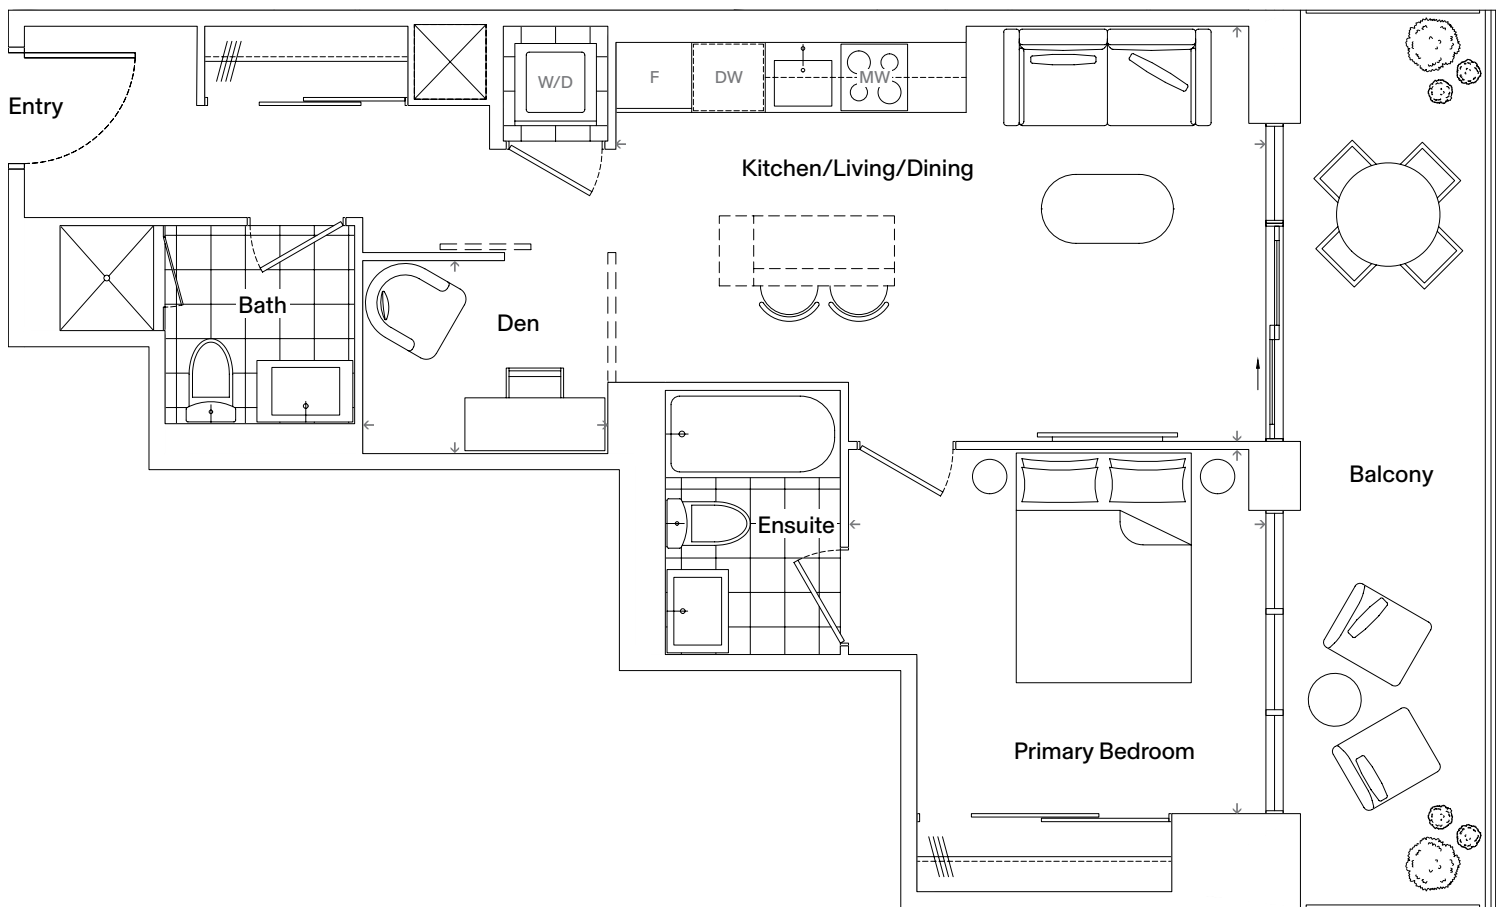 Entry
W/D
F
DW
MW
Kitchen/Living/Dining
Bath
Den
Balcony
Ensuite
Primary Bedroom